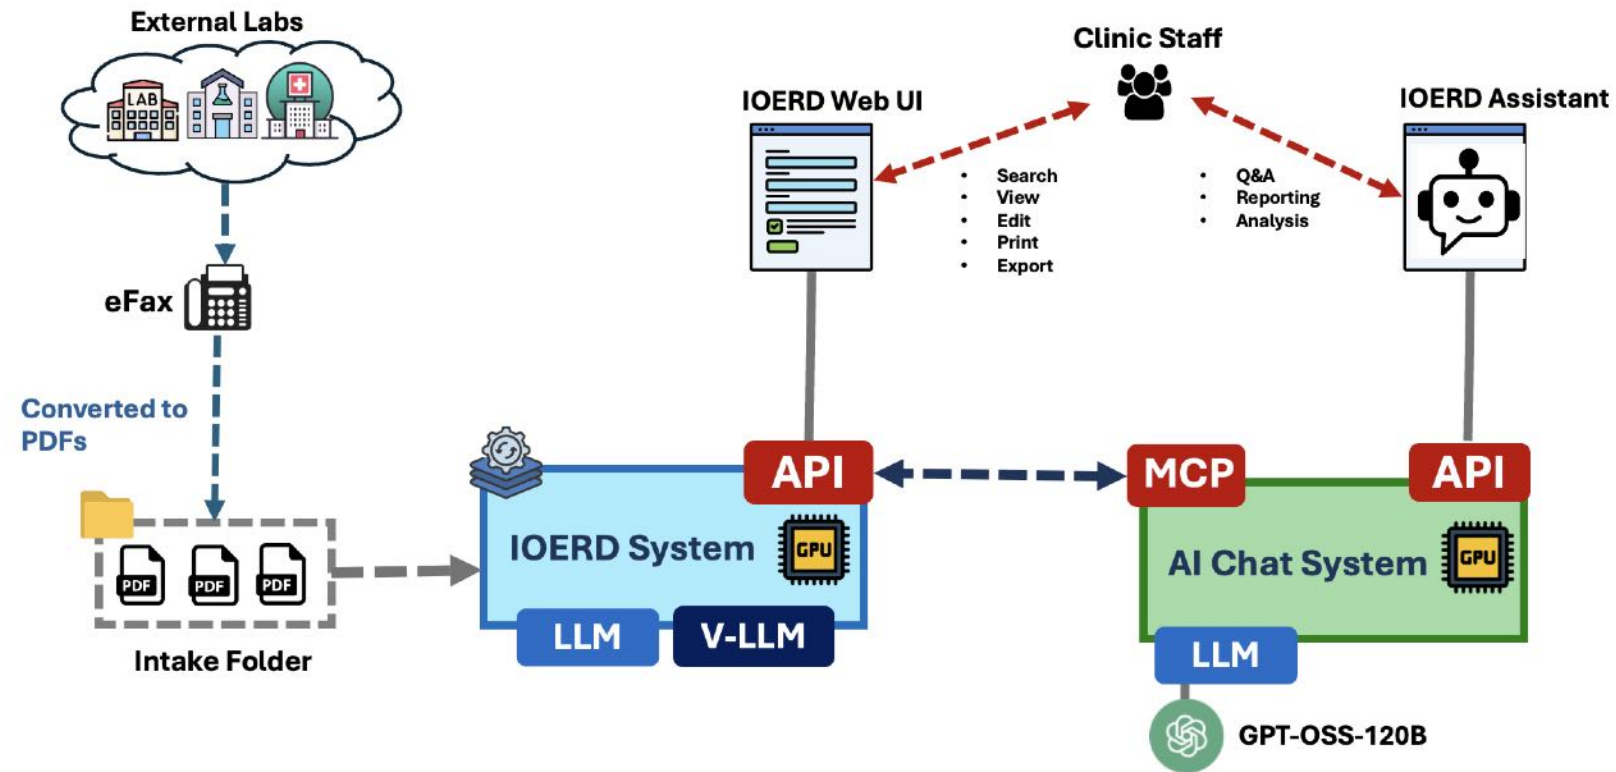 External Labs
LAB
eFax
Converted to
PDFs
PDF
PDF
PDF
Intake Folder
Clinic Staff
IOERD Web UI
IOERD Assistant
• Search
• View
• Edit
• Print
• Export
• Q&A
• Reporting
• Analysis
API
IOERD System
GPU
LLM
V-LLM
MCP
API
AI Chat System
GPU
LLM
GPT-OSS-120B